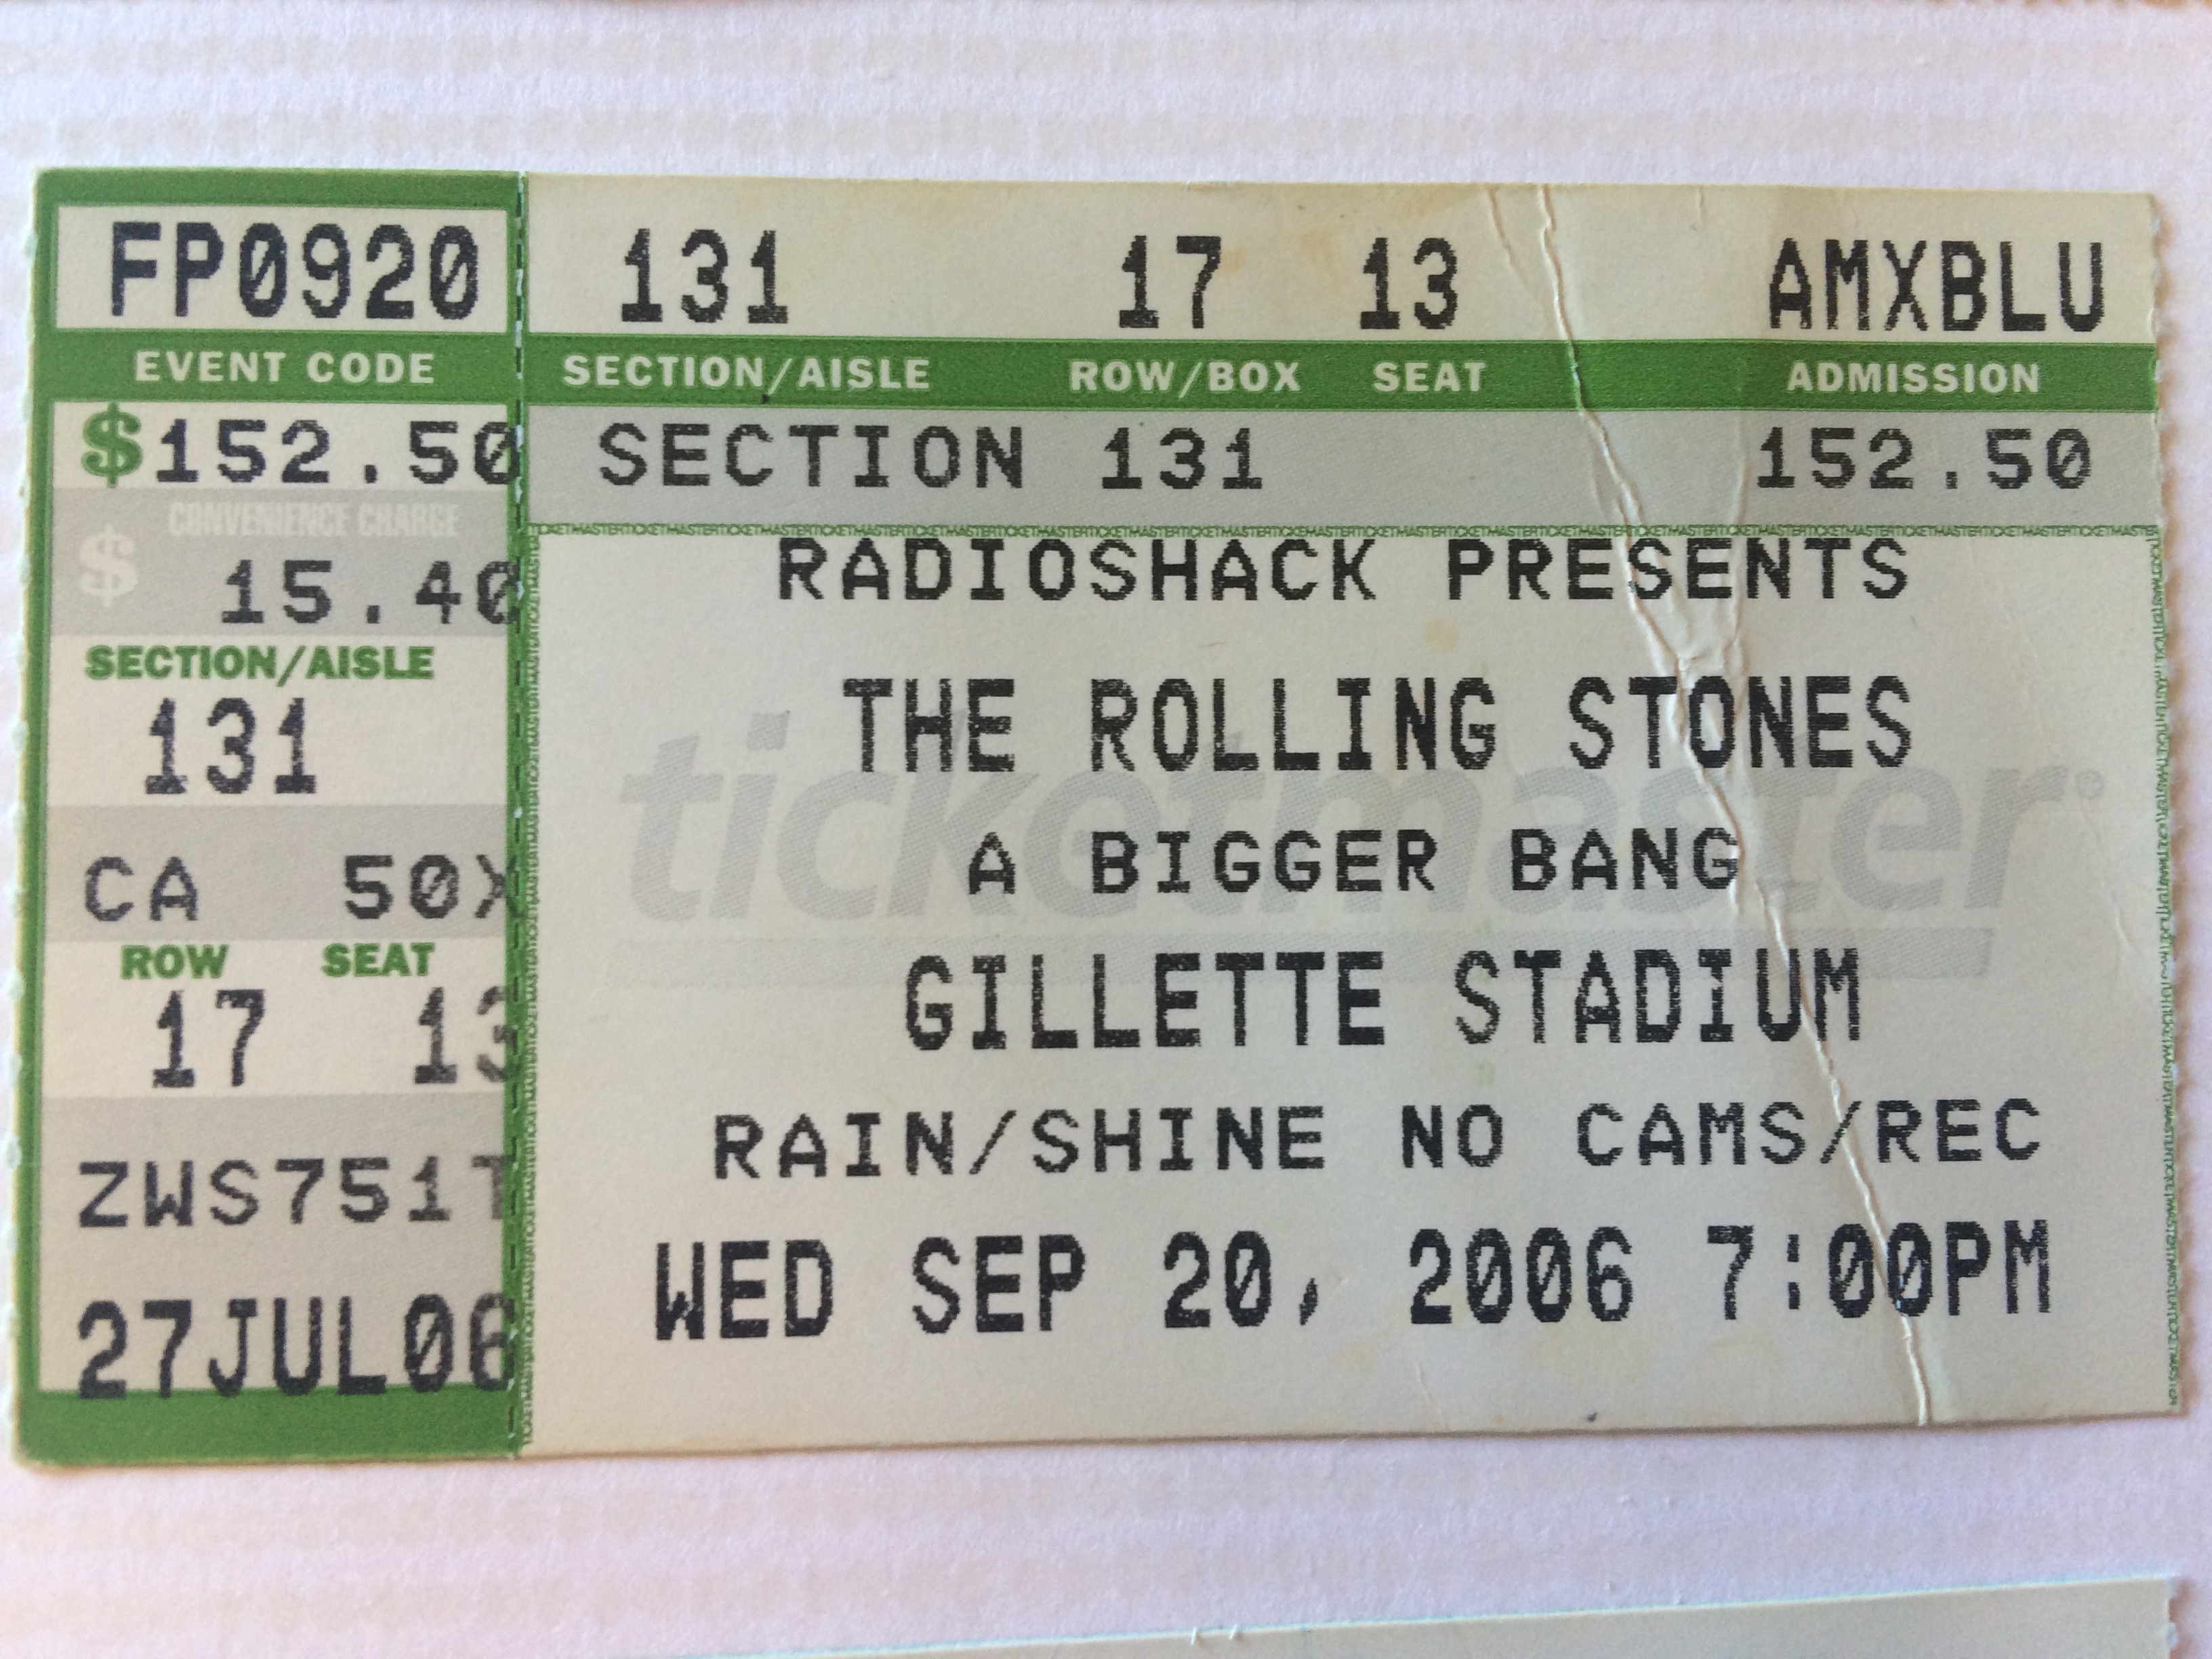 FP0920
EVENT CODE
$152.50
CONVENIENCE CHARGE
$ 15.40
SECTION/AISLE
131
CA 50X
ROW SEAT
17 13
ZWS751
27JUL06
131 17 13 AMXBLU
SECTION/AISLE ROW/BOX SEAT ADMISSION
SECTION 131 152.50
RADIOSHACK PRESENTS
THE ROLLING STONES
ticketmaster®
A BIGGER BANG
GILLETTE STADIUM
RAIN/SHINE NO CAMS/REC
WED SEP 20, 2006 7:00PM